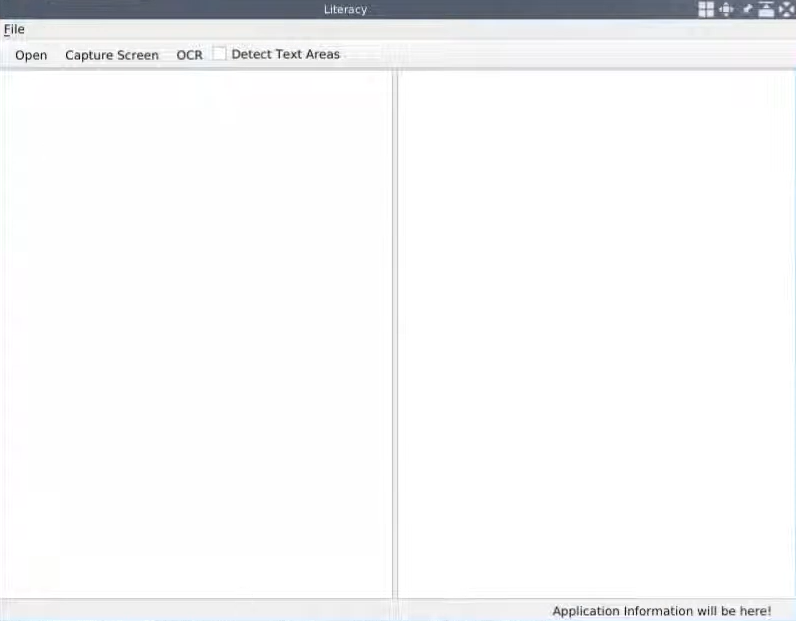 Literacy
File
Open Capture Screen OCR Detect Text Areas
Application Information will be here!